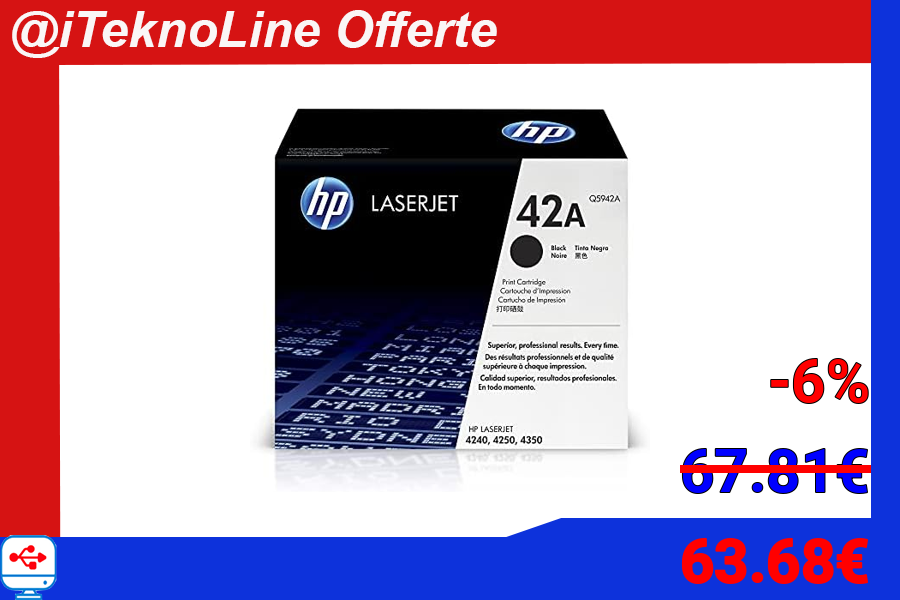 @iTeknoLine Offerte
hp
hp
LASERJET
42A
Q5942A
Black Tinta Negra
Noire 黑色
Print Cartridge
Cartouche d'Impression
Cartucho de Impresión
打印硒鼓
Superior, professional results. Every time.
Des résultats professionnels et de qualité
supérieure à chaque impression.
Calidad superior, resultados profesionales.
En todo momento.
HP LASERJET
4240, 4250, 4350
-6%
67.81€
63.68€